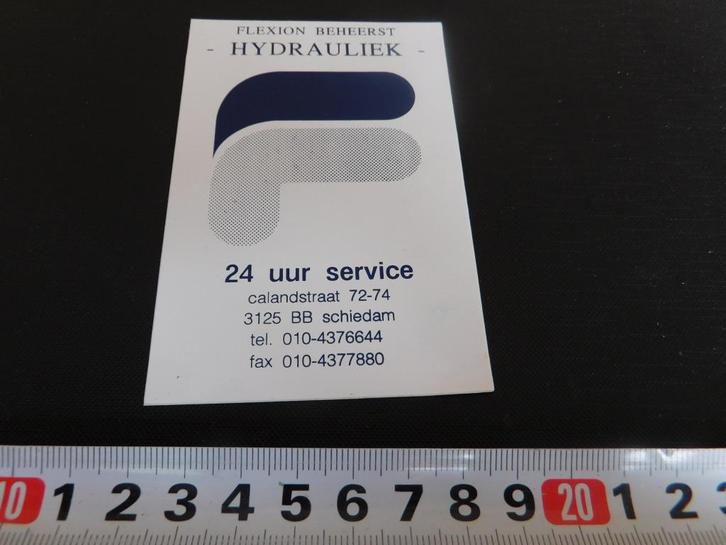 FLEXION BEHEERST
- HYDRAULIEK -
24 uur service
calandstraat 72-74
3125 BB schiedam
tel. 010-4376644
fax 010-4377880
10 1 2 3 4 5 6 7 8 9 20 1 2 3